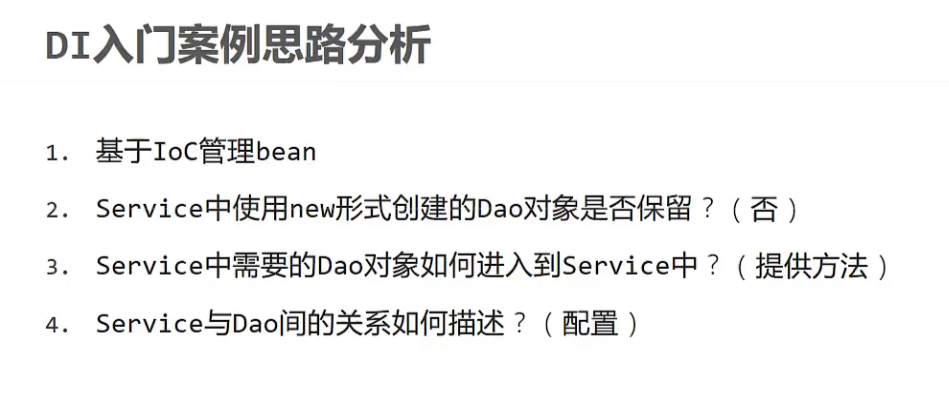 DI入门案例思路分析
1. 基于IoC管理bean
2. Service中使用new形式创建的Dao对象是否保留？（否）
3. Service中需要的Dao对象如何进入到Service中？（提供方法）
4. Service与Dao间的关系如何描述？（配置）